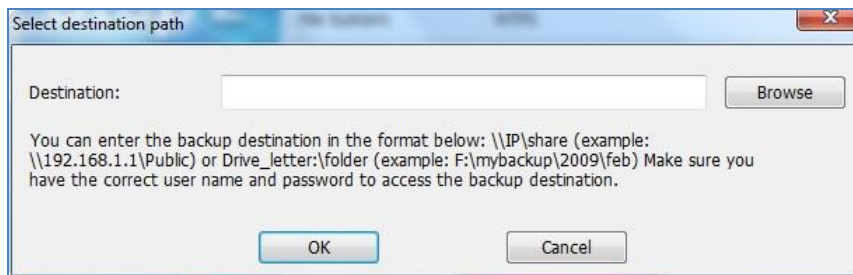 Select destination path
Destination:
Browse
You can enter the backup destination in the format below: \\IP\share (example:
\\192.168.1.1\Public) or Drive_letter:\folder (example: F:\mybackup\2009\feb) Make sure you
have the correct user name and password to access the backup destination.
OK
Cancel